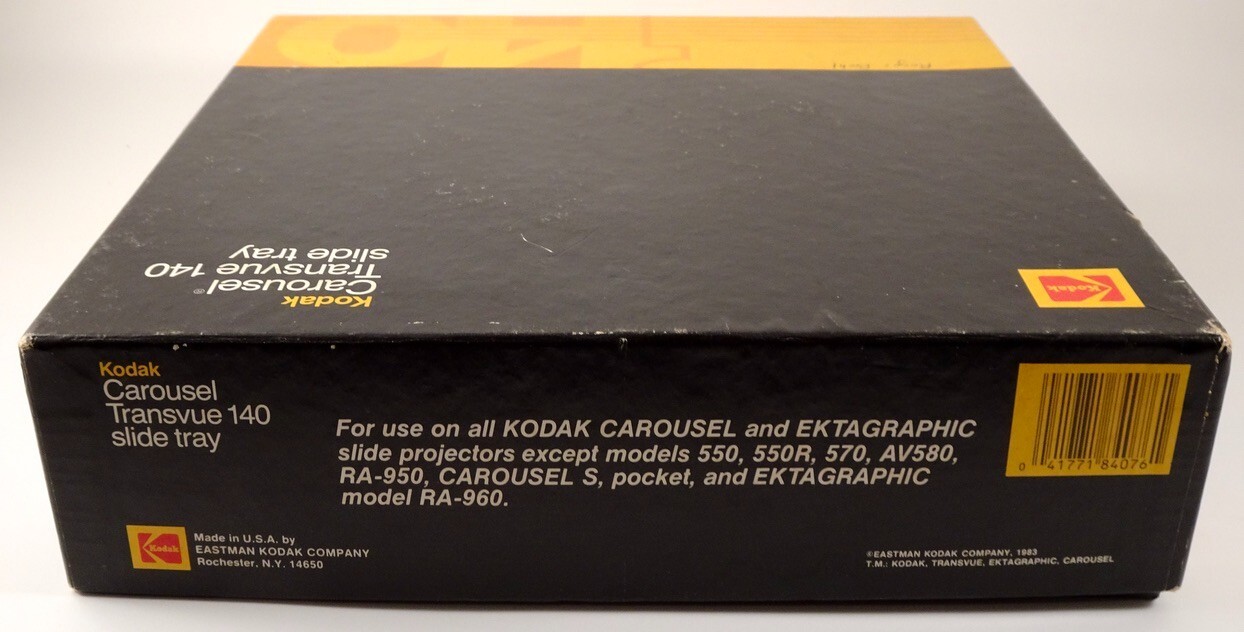 140
Kodak
Carousel®
Transvue 140
slide tray
Kodak
Kodak
Carousel
Transvue 140
slide tray
For use on all KODAK CAROUSEL and EKTAGRAPHIC
slide projectors except models 550, 550R, 570, AV580,
RA-950, CAROUSEL S, pocket, and EKTAGRAPHIC
model RA-960.
0 41771 84076
Kodak
Made in U.S.A. by
EASTMAN KODAK COMPANY
Rochester, N.Y. 14650
©EASTMAN KODAK COMPANY, 1983
T.M.: KODAK, TRANSVUE, EKTAGRAPHIC, CAROUSEL